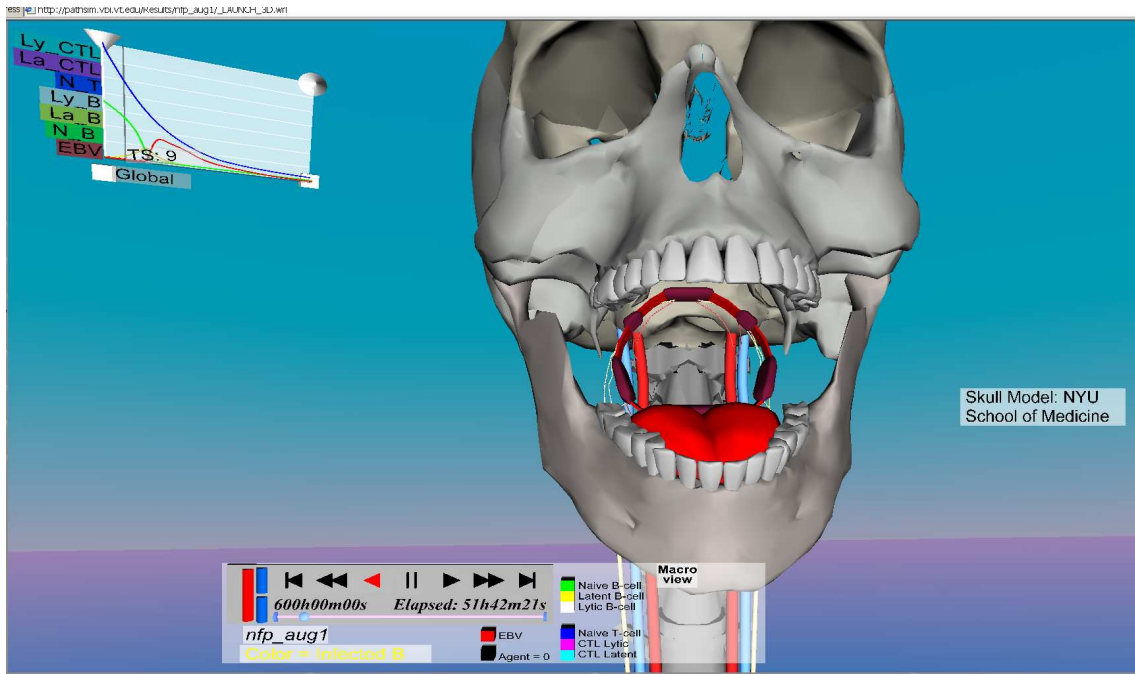 ess http://pathsim.vbi.vt.edu/Results/nfp_aug1/_LAUNCH_3D.wrl
Ly_CTL
La_CTL
N_T
Ly_B
La_B
N_B
EBV
TS: 9
Global
Skull Model: NYU
School of Medicine
Macro
view
600h00m00s Elapsed: 51h42m21s
nfp_aug1
Color = Infected B
Naive B-cell
Latent B-cell
Lytic B-cell
EBV
Agent = 0
Naive T-cell
CTL Lytic
CTL Latent